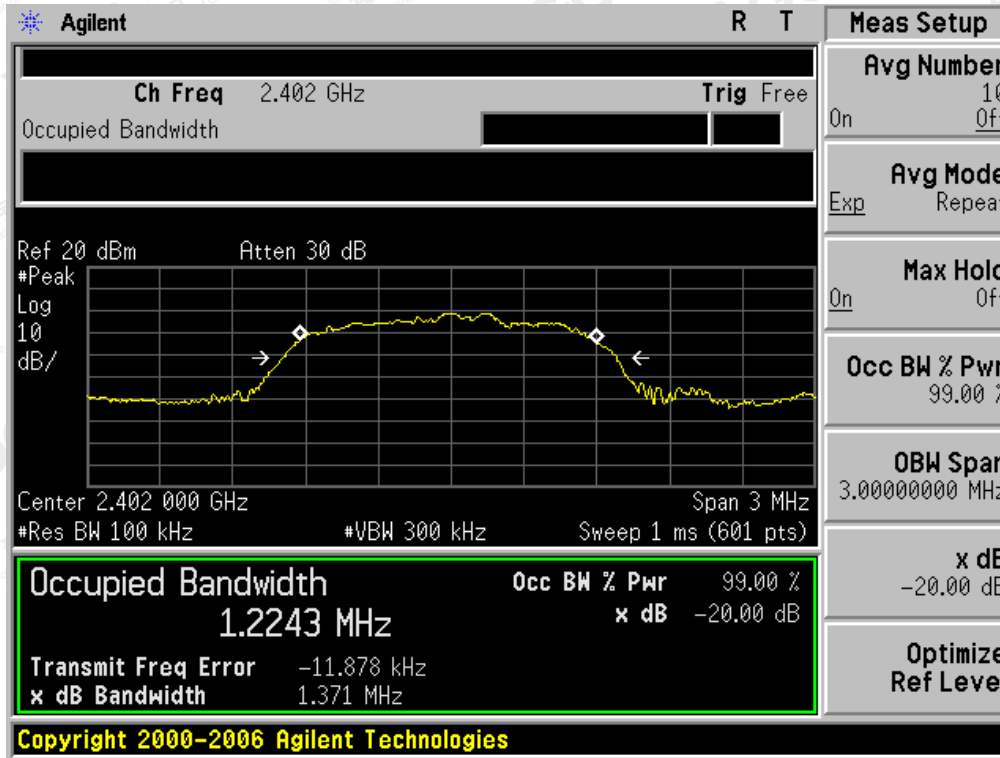 Agilent R T Meas Setup
Avg Number
10
On Off
Ch Freq 2.402 GHz Trig Free
Occupied Bandwidth
Avg Mode
Exp Repeat
Ref 20 dBm Atten 30 dB
#Peak
Log
10
dB/
Max Hold
On Off
Occ BW % Pwr
99.00 %
OBW Span
3.00000000 MHz
Center 2.402 000 GHz Span 3 MHz
#Res BW 100 kHz #VBW 300 kHz Sweep 1 ms (601 pts)
x dB
-20.00 dB
Optimize
Ref Level
Occupied Bandwidth Occ BW % Pwr 99.00 %
1.2243 MHz x dB -20.00 dB
Transmit Freq Error -11.878 kHz
x dB Bandwidth 1.371 MHz
Copyright 2000-2006 Agilent Technologies